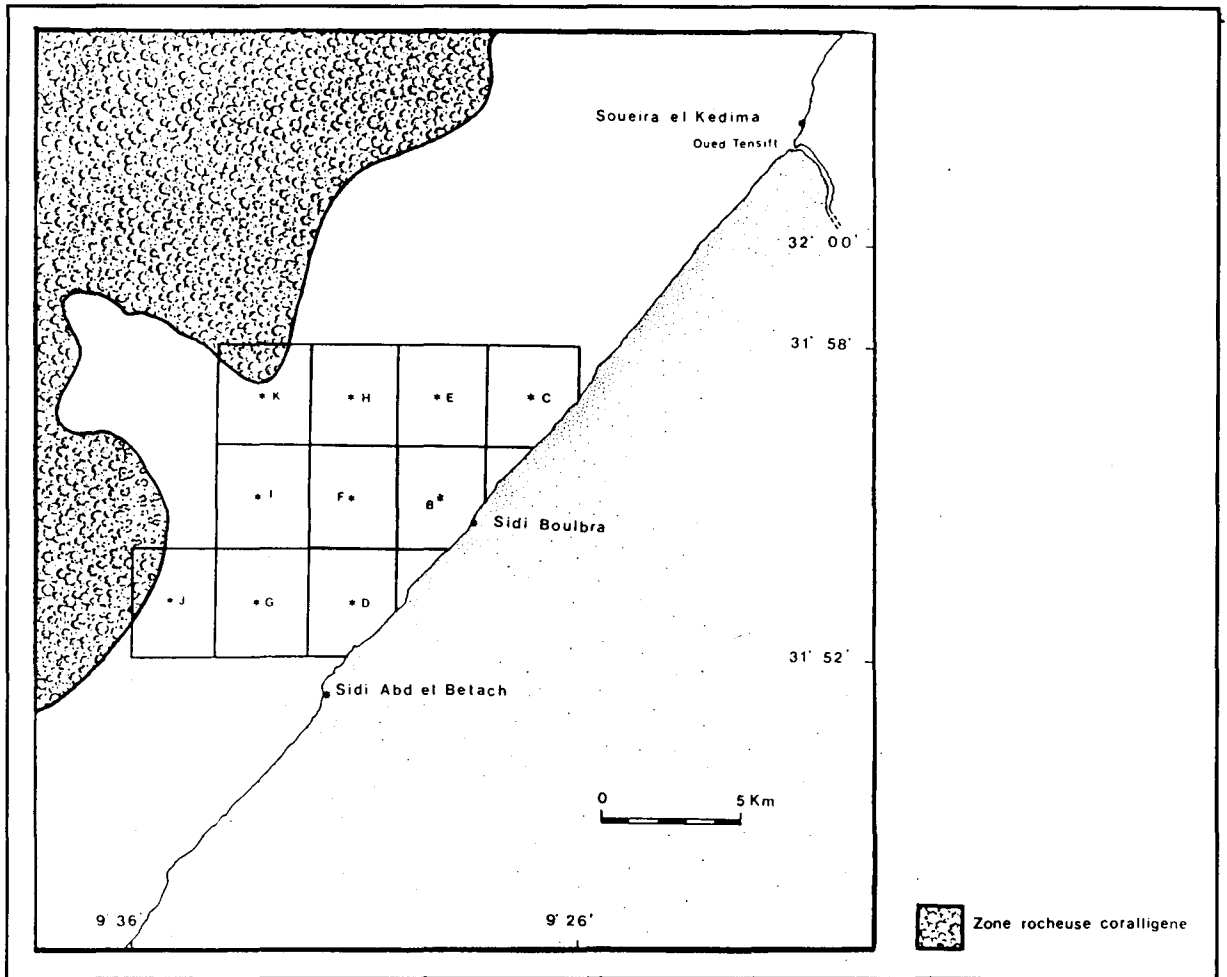 Soueira el Kedima
Oued Tensift
32° 00'
31° 58'
* K
* H
* E
* C
* I
F *
B *
Sidi Boulbra
* J
* G
* D
31° 52'
Sidi Abd el Betach
0 5 Km
9° 36'
9° 26'
Zone rocheuse coralligene